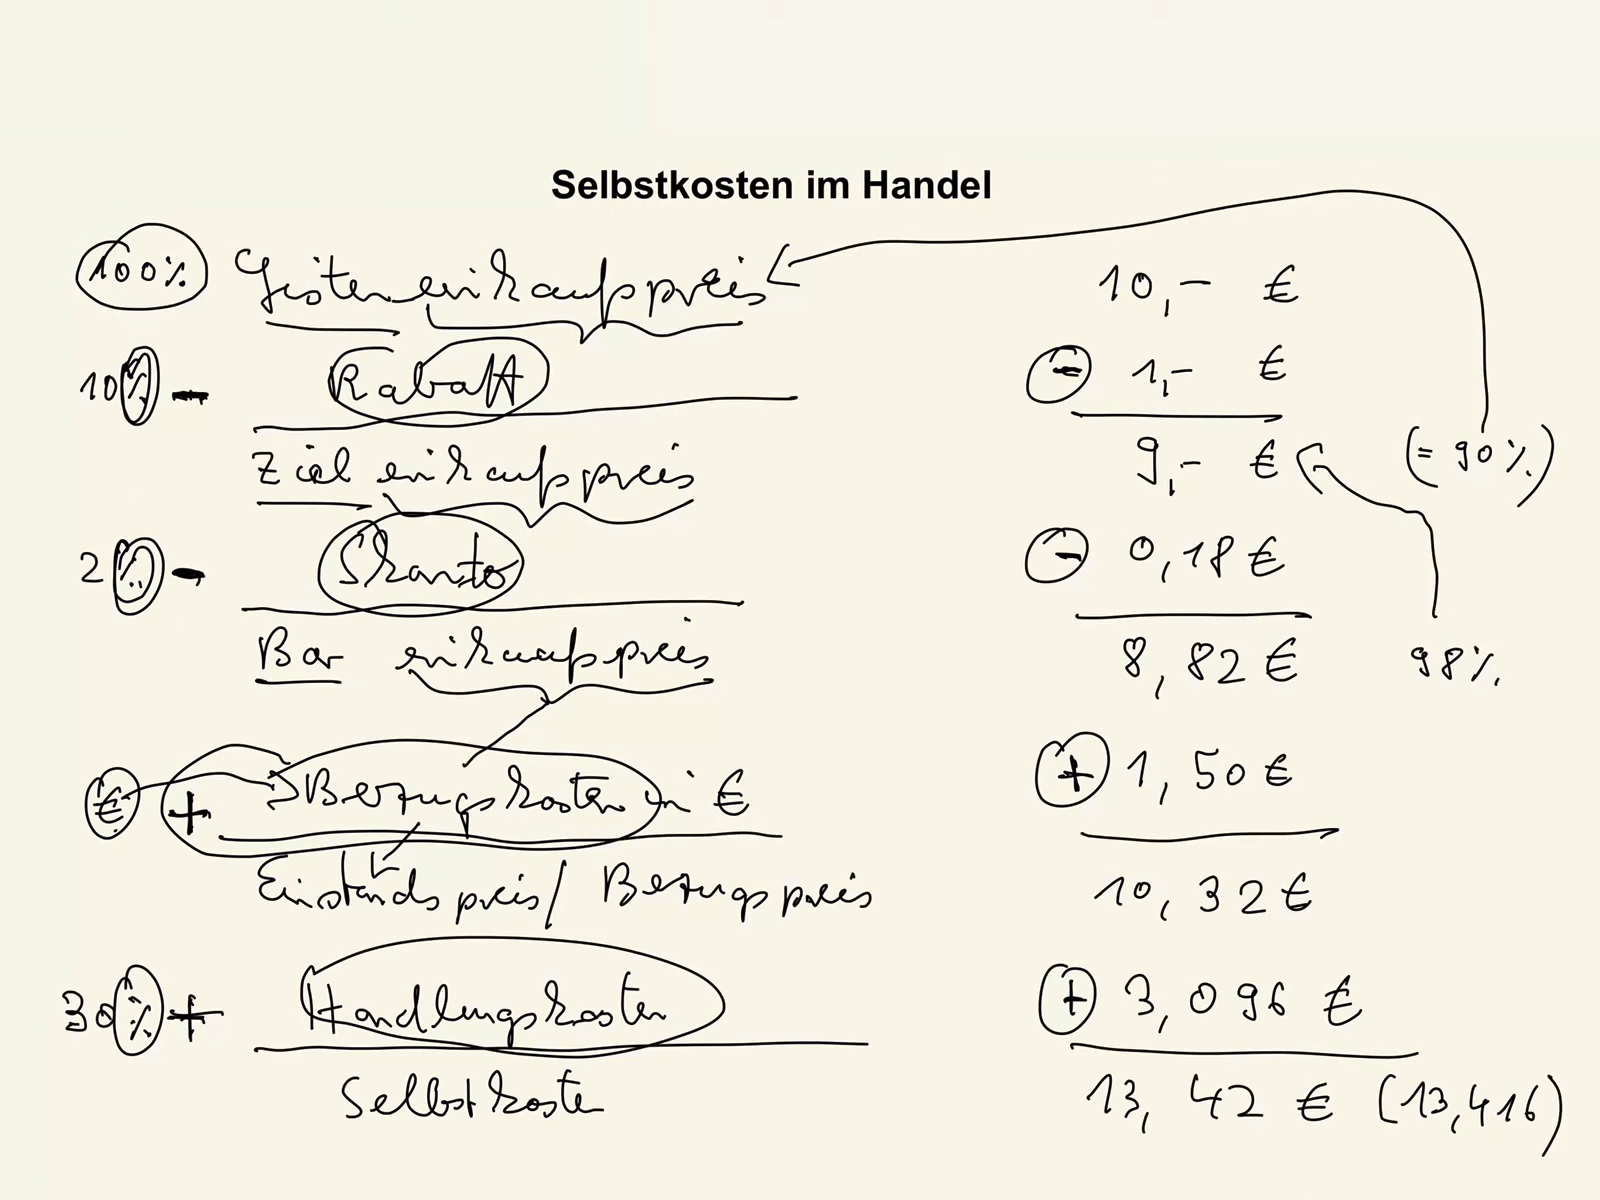 Selbstkosten im Handel
100% Listeneinkaufspreis 10,- €
10% - Rabatt - 1,- €
Zieleinkaufspreis 9,- € (= 90%)
2% - Skonto - 0,18 €
Bareinkaufspreis 8,82 € 98%
€ + Bezugskosten in € + 1,50 €
Einstandspreis / Bezugspreis 10,32 €
30% + Handlungskosten + 3,096 €
Selbstkosten 13,42 € (13,416)